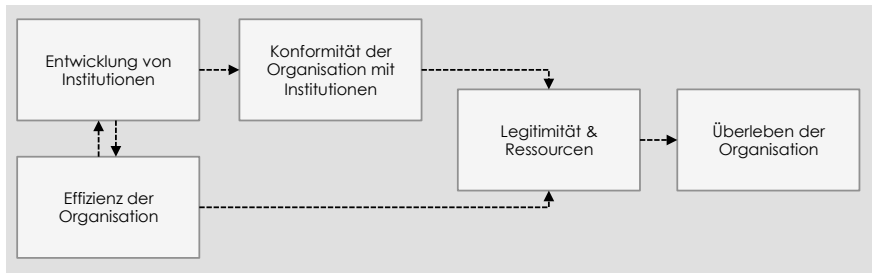 Entwicklung von
Institutionen
Konformität der
Organisation mit
Institutionen
Legitimität &
Ressourcen
Überleben der
Organisation
Effizienz der
Organisation